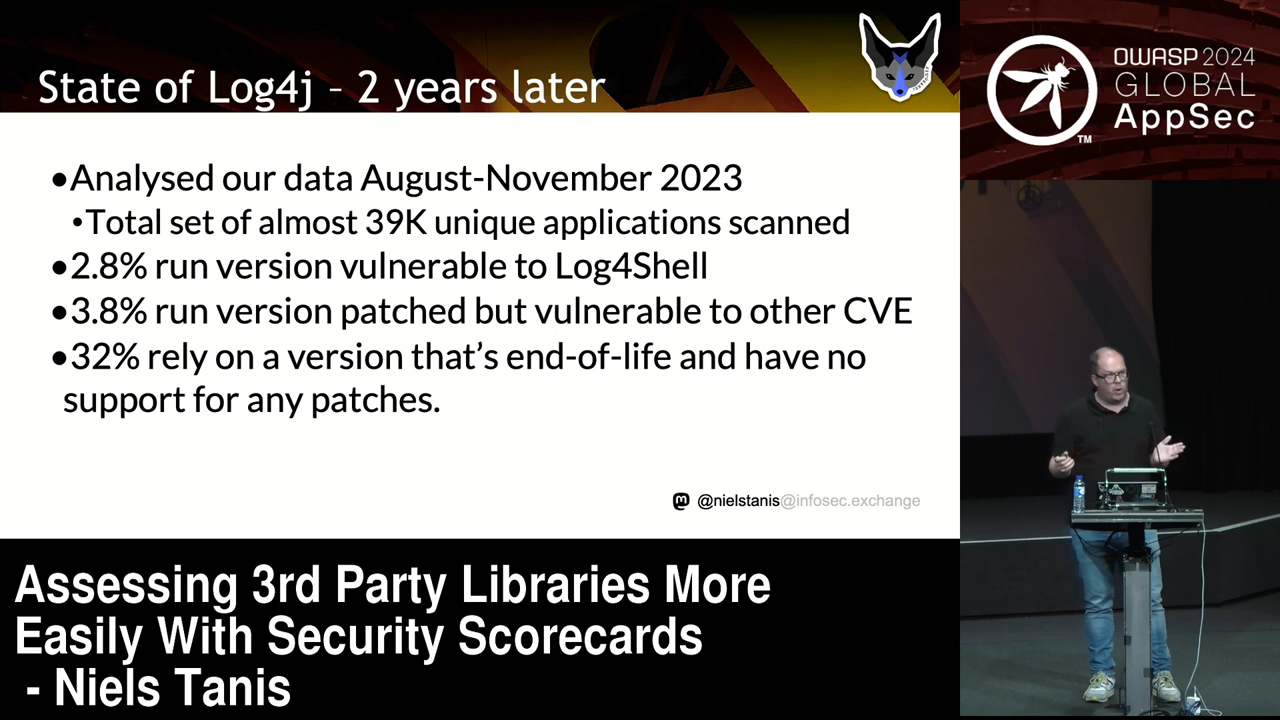 State of Log4j - 2 years later
•Analysed our data August-November 2023
•Total set of almost 39K unique applications scanned
•2.8% run version vulnerable to Log4Shell
•3.8% run version patched but vulnerable to other CVE
•32% rely on a version that's end-of-life and have no
support for any patches.
@nielstanis@infosec.exchange
OWASP 2024
GLOBAL
AppSec
TM
Assessing 3rd Party Libraries More
Easily With Security Scorecards
- Niels Tanis